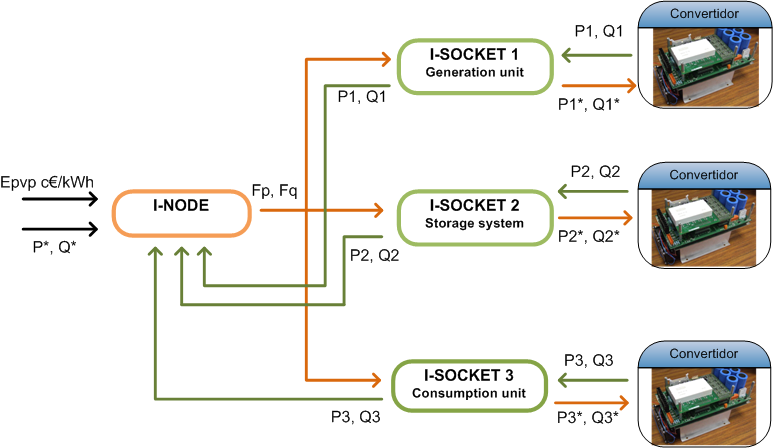 Convertidor
P1, Q1
I-SOCKET 1
Generation unit
P1, Q1
P1*, Q1*
Convertidor
P2, Q2
Epvp c€/kWh
I-NODE
Fp, Fq
I-SOCKET 2
Storage system
P2*, Q2*
P*, Q*
P2, Q2
Convertidor
P3, Q3
I-SOCKET 3
Consumption unit
P3, Q3
P3*, Q3*